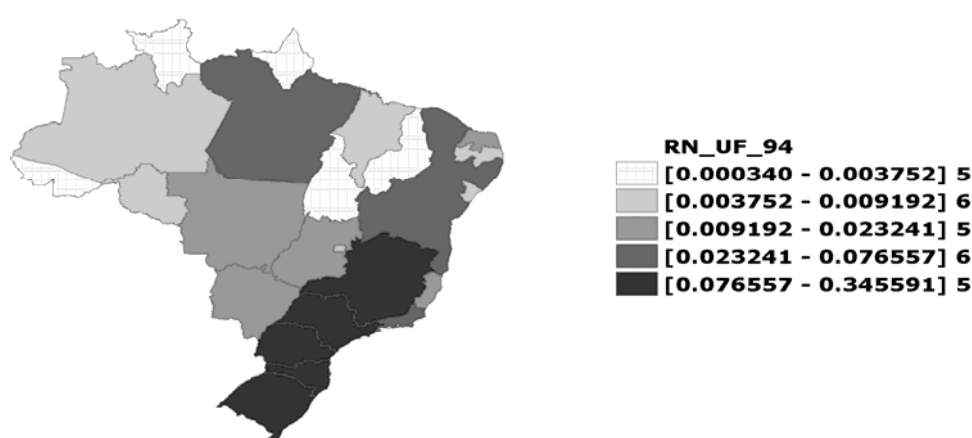 RN_UF_94
[0.000340 - 0.003752] 5
[0.003752 - 0.009192] 6
[0.009192 - 0.023241] 5
[0.023241 - 0.076557] 6
[0.076557 - 0.345591] 5